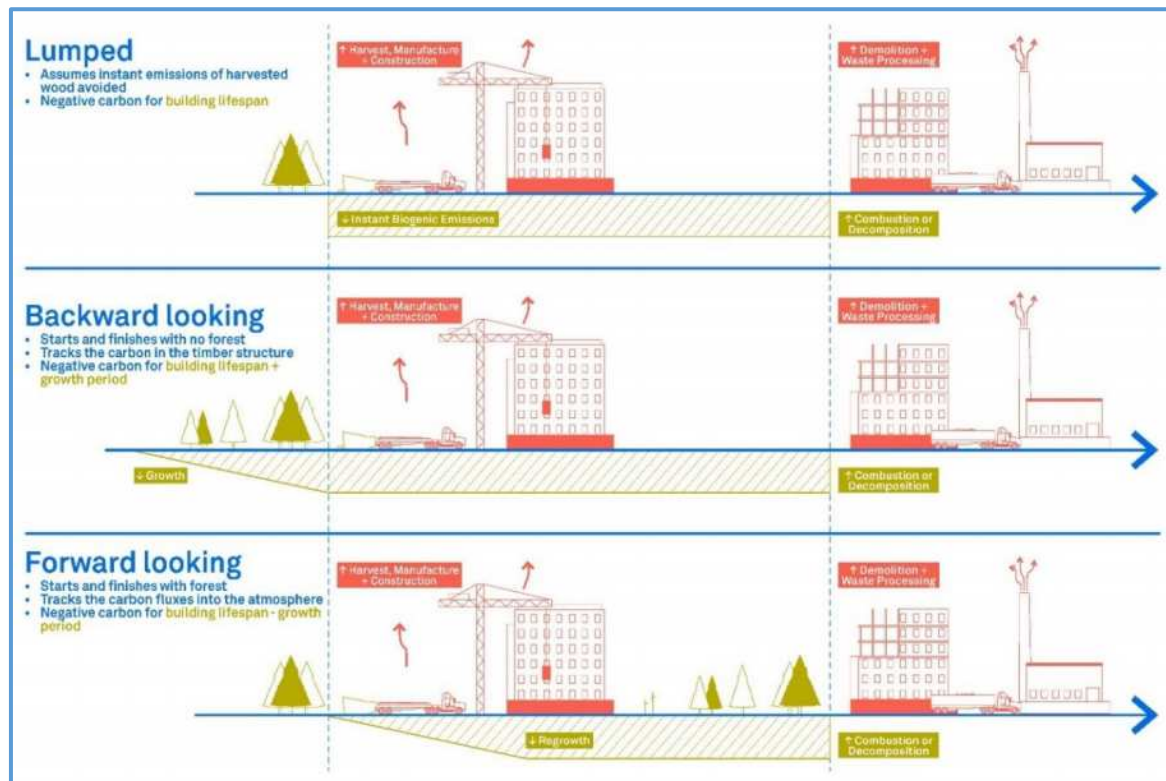 Lumped
• Assumes instant emissions of harvested
wood avoided
• Negative carbon for building lifespan
↑ Harvest, Manufacture
+ Construction
↑ Demolition +
Waste Processing
↓ Instant Biogenic Emissions
↑ Combustion or
Decomposition
Backward looking
• Starts and finishes with no forest
• Tracks the carbon in the timber structure
• Negative carbon for building lifespan +
growth period
↑ Harvest, Manufacture
+ Construction
↑ Demolition +
Waste Processing
↓ Growth
↑ Combustion or
Decomposition
Forward looking
• Starts and finishes with forest
• Tracks the carbon fluxes into the atmosphere
• Negative carbon for building lifespan - growth
period
↑ Harvest, Manufacture
+ Construction
↑ Demolition +
Waste Processing
↓ Regrowth
↑ Combustion or
Decomposition